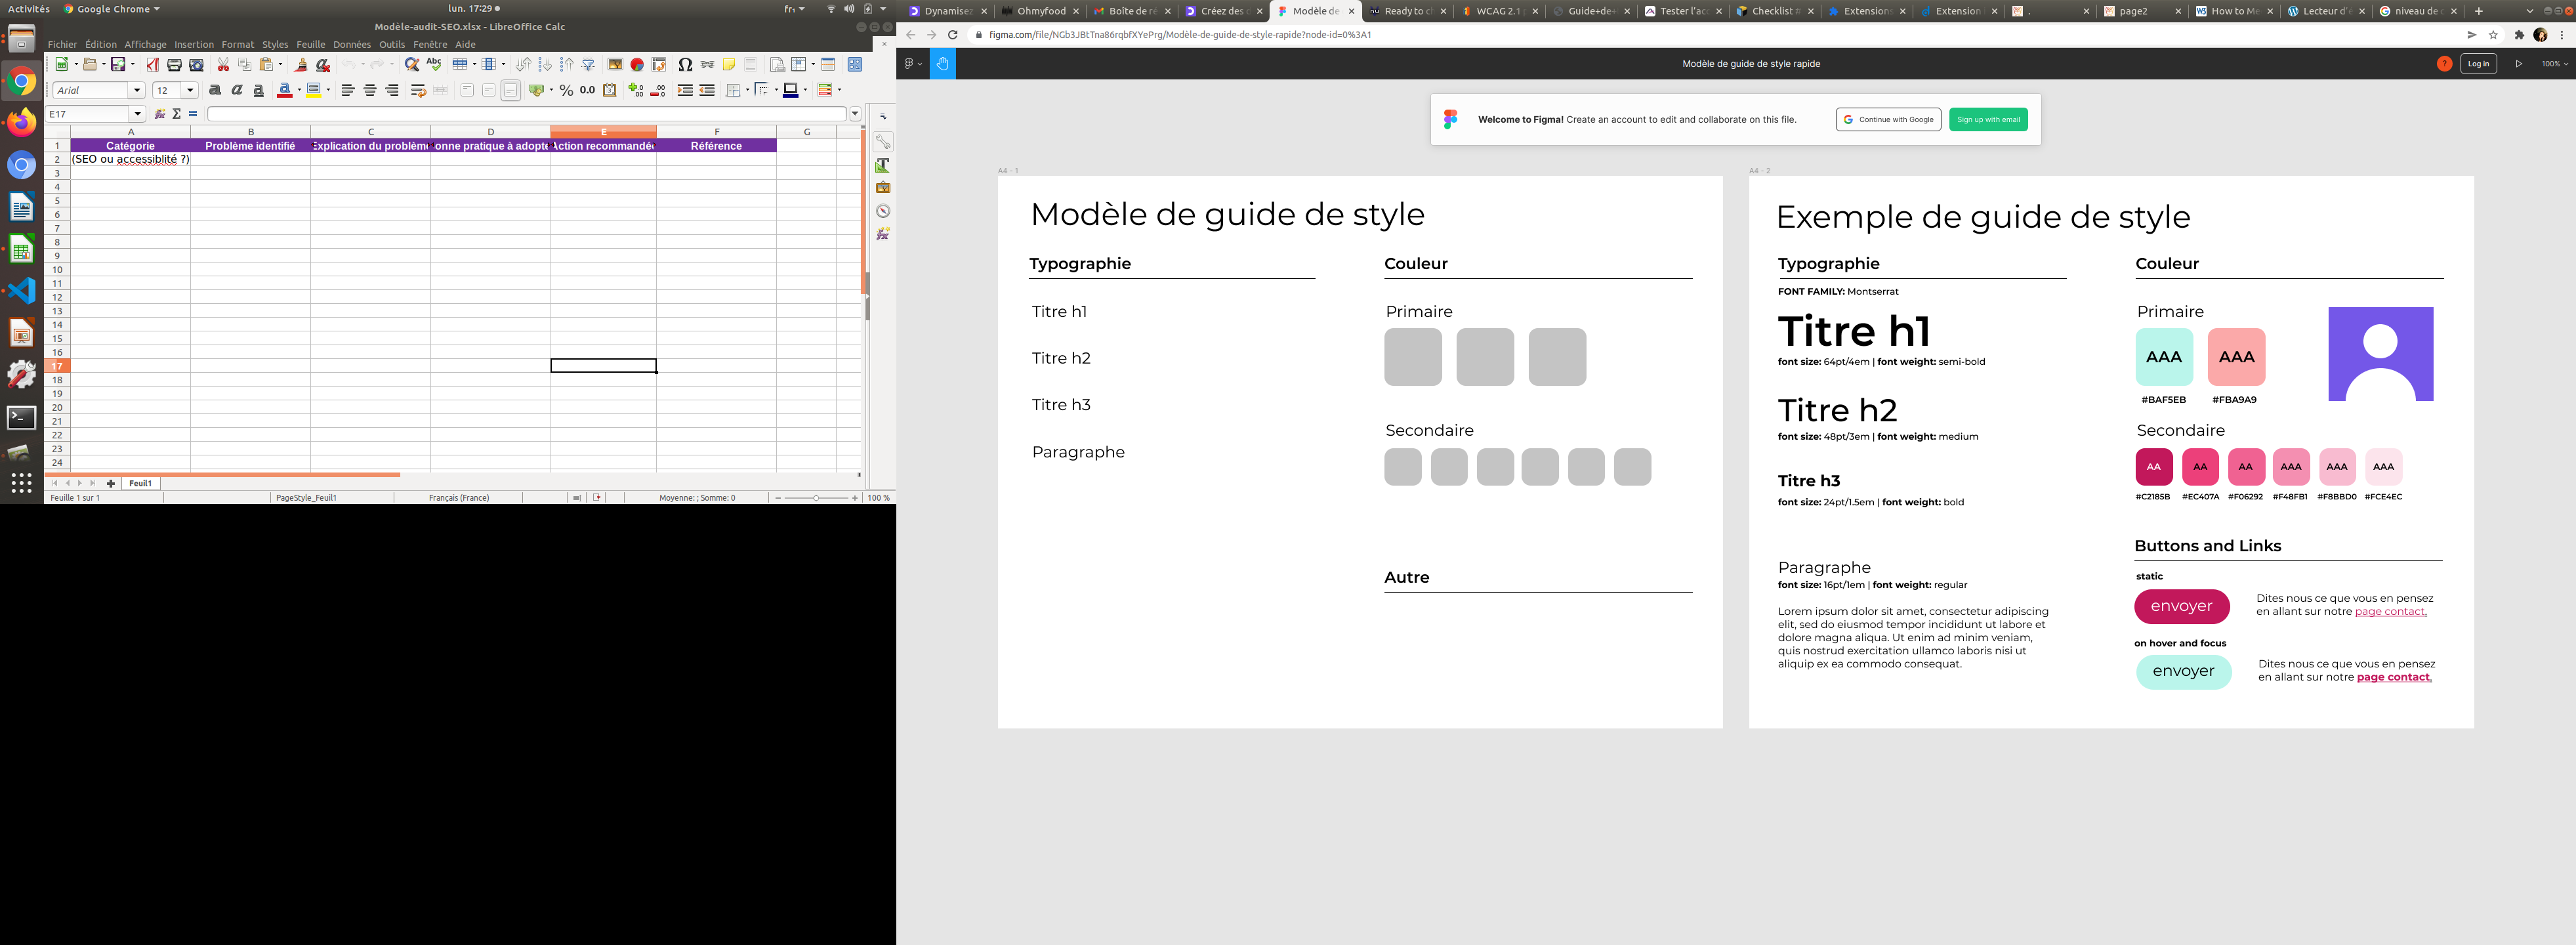 Activités
Google Chrome
lun. 17:29
fr₁
Modèle-audit-SEO.xlsx - LibreOffice Calc
Fichier Édition Affichage Insertion Format Styles Feuille Données Outils Fenêtre Aide
Arial 12
E17
A B C D E F G
1 Catégorie Problème identifié Explication du problème onne pratique à adopte Action recommandé Référence
2 (SEO ou accessiblité ?)
3
4
5
6
7
8
9
10
11
12
13
14
15
16
17
18
19
20
21
22
23
24
Feuil1
Feuille 1 sur 1 PageStyle_Feuil1 Français (France) Moyenne: ; Somme: 0 100 %
Dynamisez Ohmyfood Boîte de ré Créez des c Modèle de Ready to ch WCAG 2.1 Guide+de+ Tester l'acc Checklist Extensions Extension . page2 How to Me Lecteur d'é niveau de c
figma.com/file/NGb3JBtTna86rqbfXYePrg/Modèle-de-guide-de-style-rapide?node-id=0%3A1
Modèle de guide de style rapide
?
Log in
100%
Welcome to Figma! Create an account to edit and collaborate on this file.
Continue with Google
Sign up with email
A4 - 1
Modèle de guide de style
Typographie
Titre h1
Titre h2
Titre h3
Paragraphe
Couleur
Primaire
Secondaire
Autre
A4 - 2
Exemple de guide de style
Typographie
FONT FAMILY: Montserrat
Titre h1
font size: 64pt/4em | font weight: semi-bold
Titre h2
font size: 48pt/3em | font weight: medium
Titre h3
font size: 24pt/1.5em | font weight: bold
Paragraphe
font size: 16pt/1em | font weight: regular
Lorem ipsum dolor sit amet, consectetur adipiscing
elit, sed do eiusmod tempor incididunt ut labore et
dolore magna aliqua. Ut enim ad minim veniam,
quis nostrud exercitation ullamco laboris nisi ut
aliquip ex ea commodo consequat.
Couleur
Primaire
AAA AAA
#BAF5EB #FBA9A9
Secondaire
AA AA AA AAA AAA AAA
#C2185B #EC407A #F06292 #F48FB1 #F8BBD0 #FCE4EC
Buttons and Links
static
envoyer
Dites nous ce que vous en pensez
en allant sur notre page contact.
on hover and focus
envoyer
Dites nous ce que vous en pensez
en allant sur notre page contact.